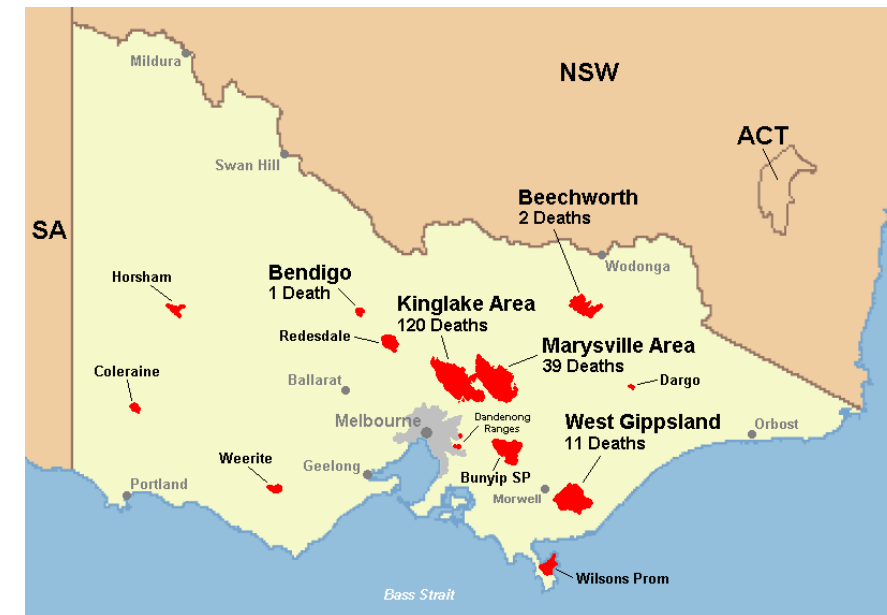 Mildura
NSW
ACT
Swan Hill
Beechworth
2 Deaths
SA
Wodonga
Horsham
Bendigo
1 Death
Kinglake Area
120 Deaths
Redesdale
Marysville Area
39 Deaths
Coleraine
Ballarat
Dargo
Melbourne
Dandenong
Ranges
West Gippsland
11 Deaths
Orbost
Weerite
Geelong
Bunyip SP
Portland
Morwell
Wilsons Prom
Bass Strait